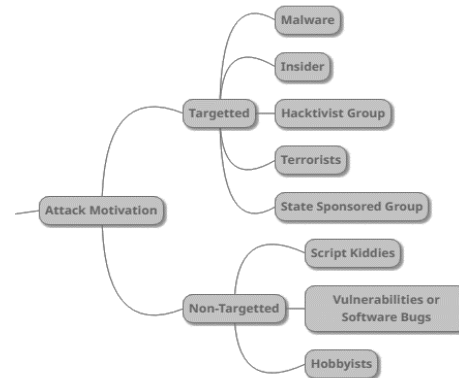 Malware
Insider
Targetted
Hacktivist Group
Terrorists
State Sponsored Group
Attack Motivation
Script Kiddies
Non-Targetted
Vulnerabilities or
Software Bugs
Hobbyists